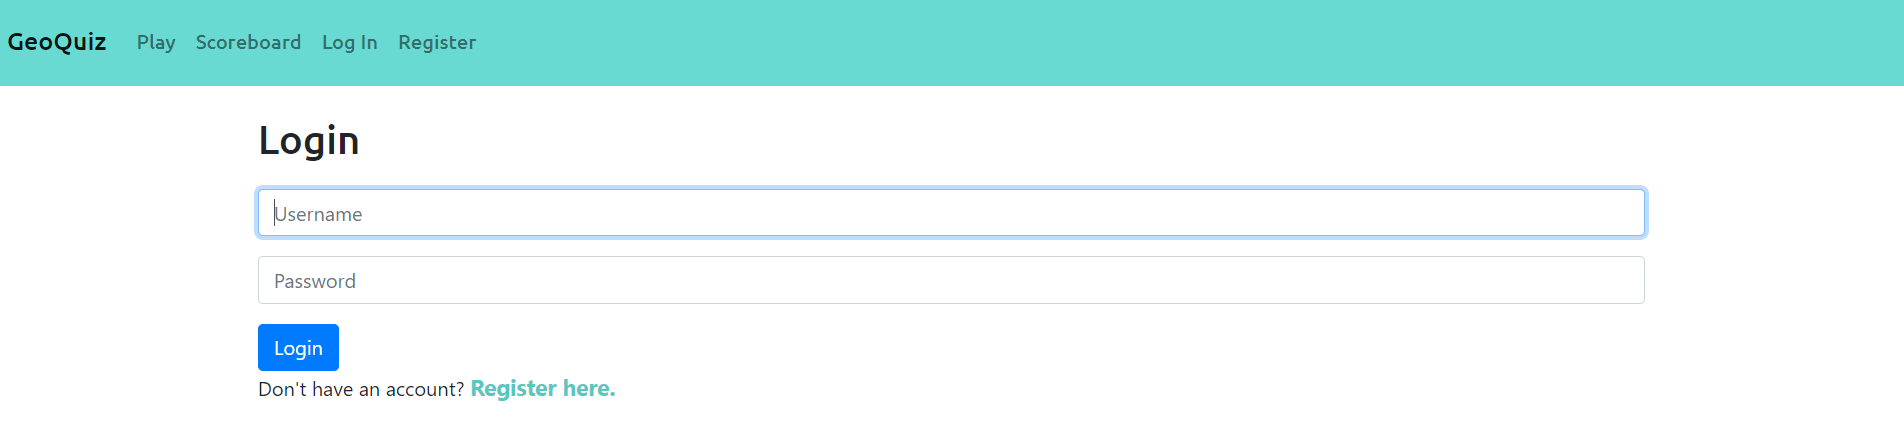 GeoQuiz Play Scoreboard Log In Register
Login
Username
Password
Login
Don't have an account? Register here.